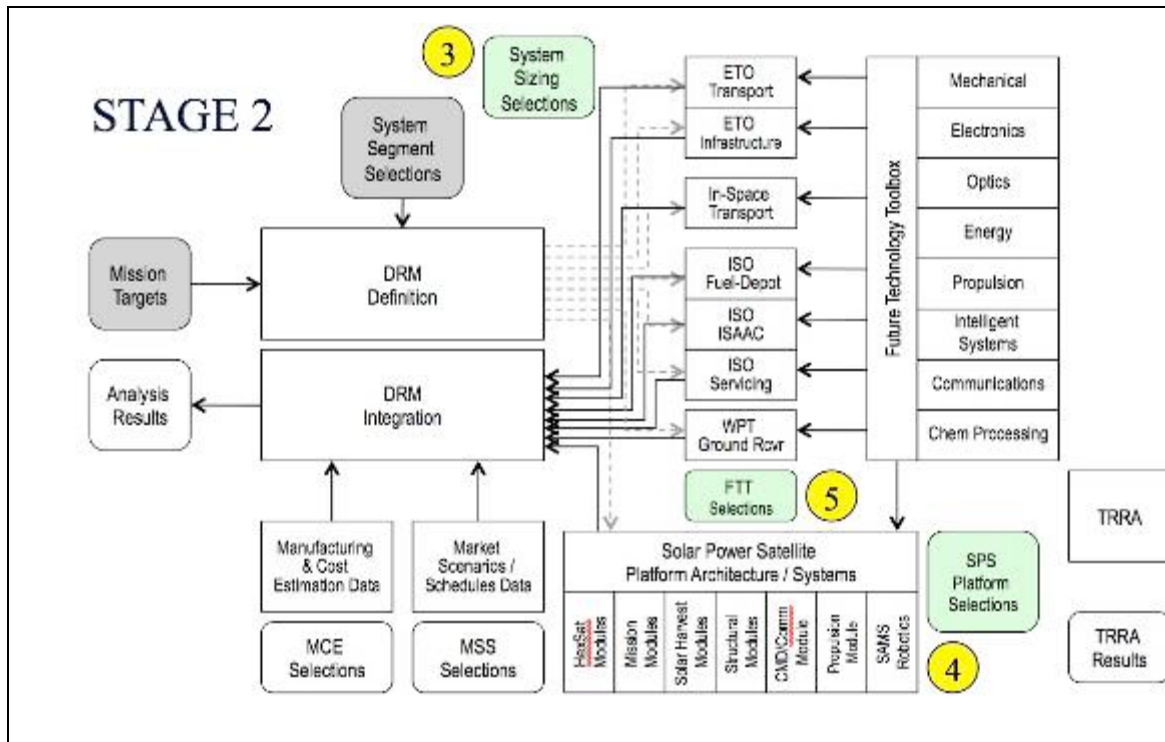 STAGE 2
3
System
Sizing
Selections
System
Segment
Selections
Mission
Targets
DRM
Definition
Analysis
Results
DRM
Integration
Manufacturing
& Cost
Estimation Data
Market
Scenarios /
Schedules Data
MCE
Selections
MSS
Selections
ETO
Transport
ETO
Infrastructure
In-Space
Transport
ISO
Fuel-Depot
ISO
ISAAC
ISO
Servicing
WPT
Ground Rcvr
Future Technology Toolbox
Mechanical
Electronics
Optics
Energy
Propulsion
Intelligent
Systems
Communications
Chem Processing
FTT
Selections
5
Solar Power Satellite
Platform Architecture / Systems
HexSat
Modules
Mission
Modules
Solar Harvest
Modules
Structural
Modules
CMD/Comm
Module
Propulsion
Module
SAMS
Robotics
SPS
Platform
Selections
4
TRRA
TRRA
Results